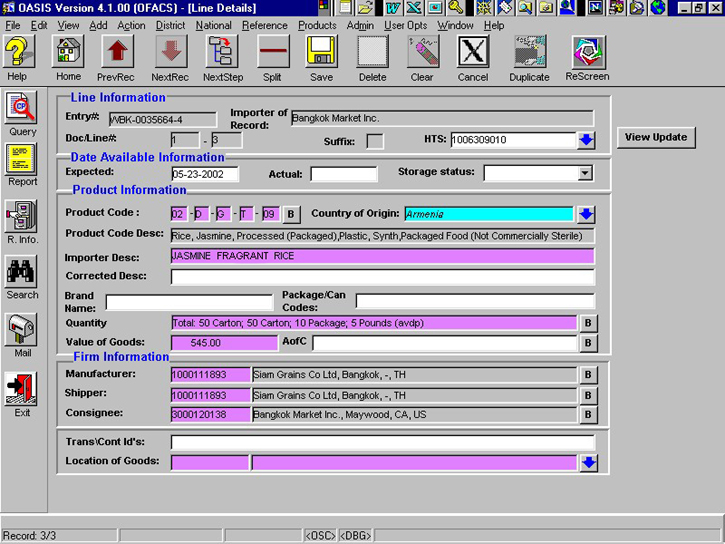 OASIS Version 4.1.00 (OFACS) - [Line Details]
File Edit View Action District National Reference Products Admin User Opts Window Help
Help Home PrevRec NextRec NextStep Split Save Delete Clear Cancel Duplicate ReScreen
Query
Report
R. Info.
Search
Mail
Exit
Line Information
Entry#: WBK-0035664-4 Importer of Record: Bangkok Market Inc.
Doc/Line#: 1 - 3 Suffix: HTS: 1006309010
View Update
Date Available Information
Expected: 05-23-2002 Actual: Storage status:
Product Information
Product Code : 02 - D - G - T - 09 B Country of Origin: Armenia
Product Code Desc: Rice, Jasmine, Processed (Packaged),Plastic, Synth,Packaged Food (Not Commercially Sterile)
Importer Desc: JASMINE FRAGRANT RICE
Corrected Desc:
Brand Name: Package/Can Codes:
Quantity Total: 50 Carton; 50 Carton; 10 Package; 5 Pounds (avdp) B
Value of Goods: 545.00 AofC B
Firm Information
Manufacturer: 1000111893 Siam Grains Co Ltd, Bangkok, -, TH B
Shipper: 1000111893 Siam Grains Co Ltd, Bangkok, -, TH B
Consignee: 3000120138 Bangkok Market Inc., Maywood, CA, US B
Trans\Cont Id's:
Location of Goods:
Record: 3/3 <OSC> <DBG>